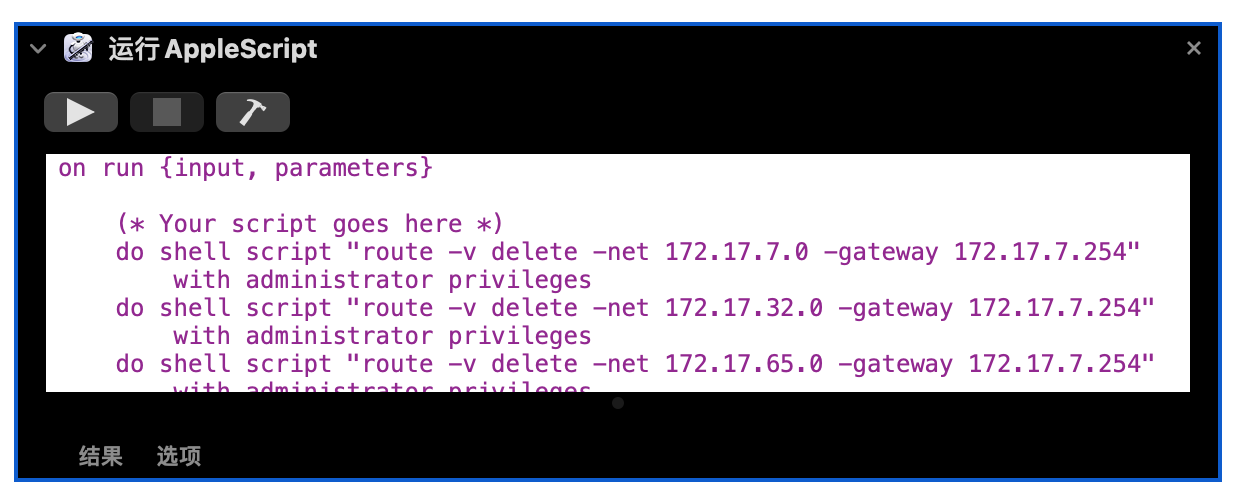 运行 AppleScript
on run {input, parameters}
(* Your script goes here *)
do shell script "route -v delete -net 172.17.7.0 -gateway 172.17.7.254"
with administrator privileges
do shell script "route -v delete -net 172.17.32.0 -gateway 172.17.7.254"
with administrator privileges
do shell script "route -v delete -net 172.17.65.0 -gateway 172.17.7.254"
with administrator privileges
结果 选项